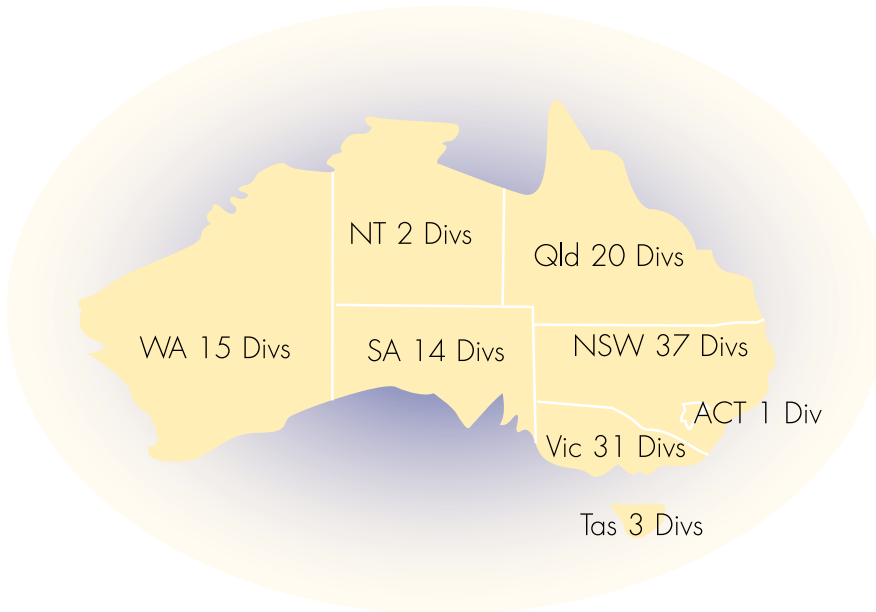 NT 2 Divs
Qld 20 Divs
WA 15 Divs
SA 14 Divs
NSW 37 Divs
ACT 1 Div
Vic 31 Divs
Tas 3 Divs